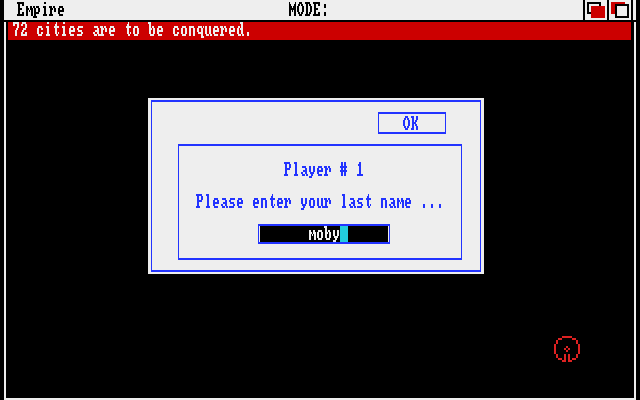 Empire MODE:
72 cities are to be conquered.
OK
Player # 1
Please enter your last name ...
moby